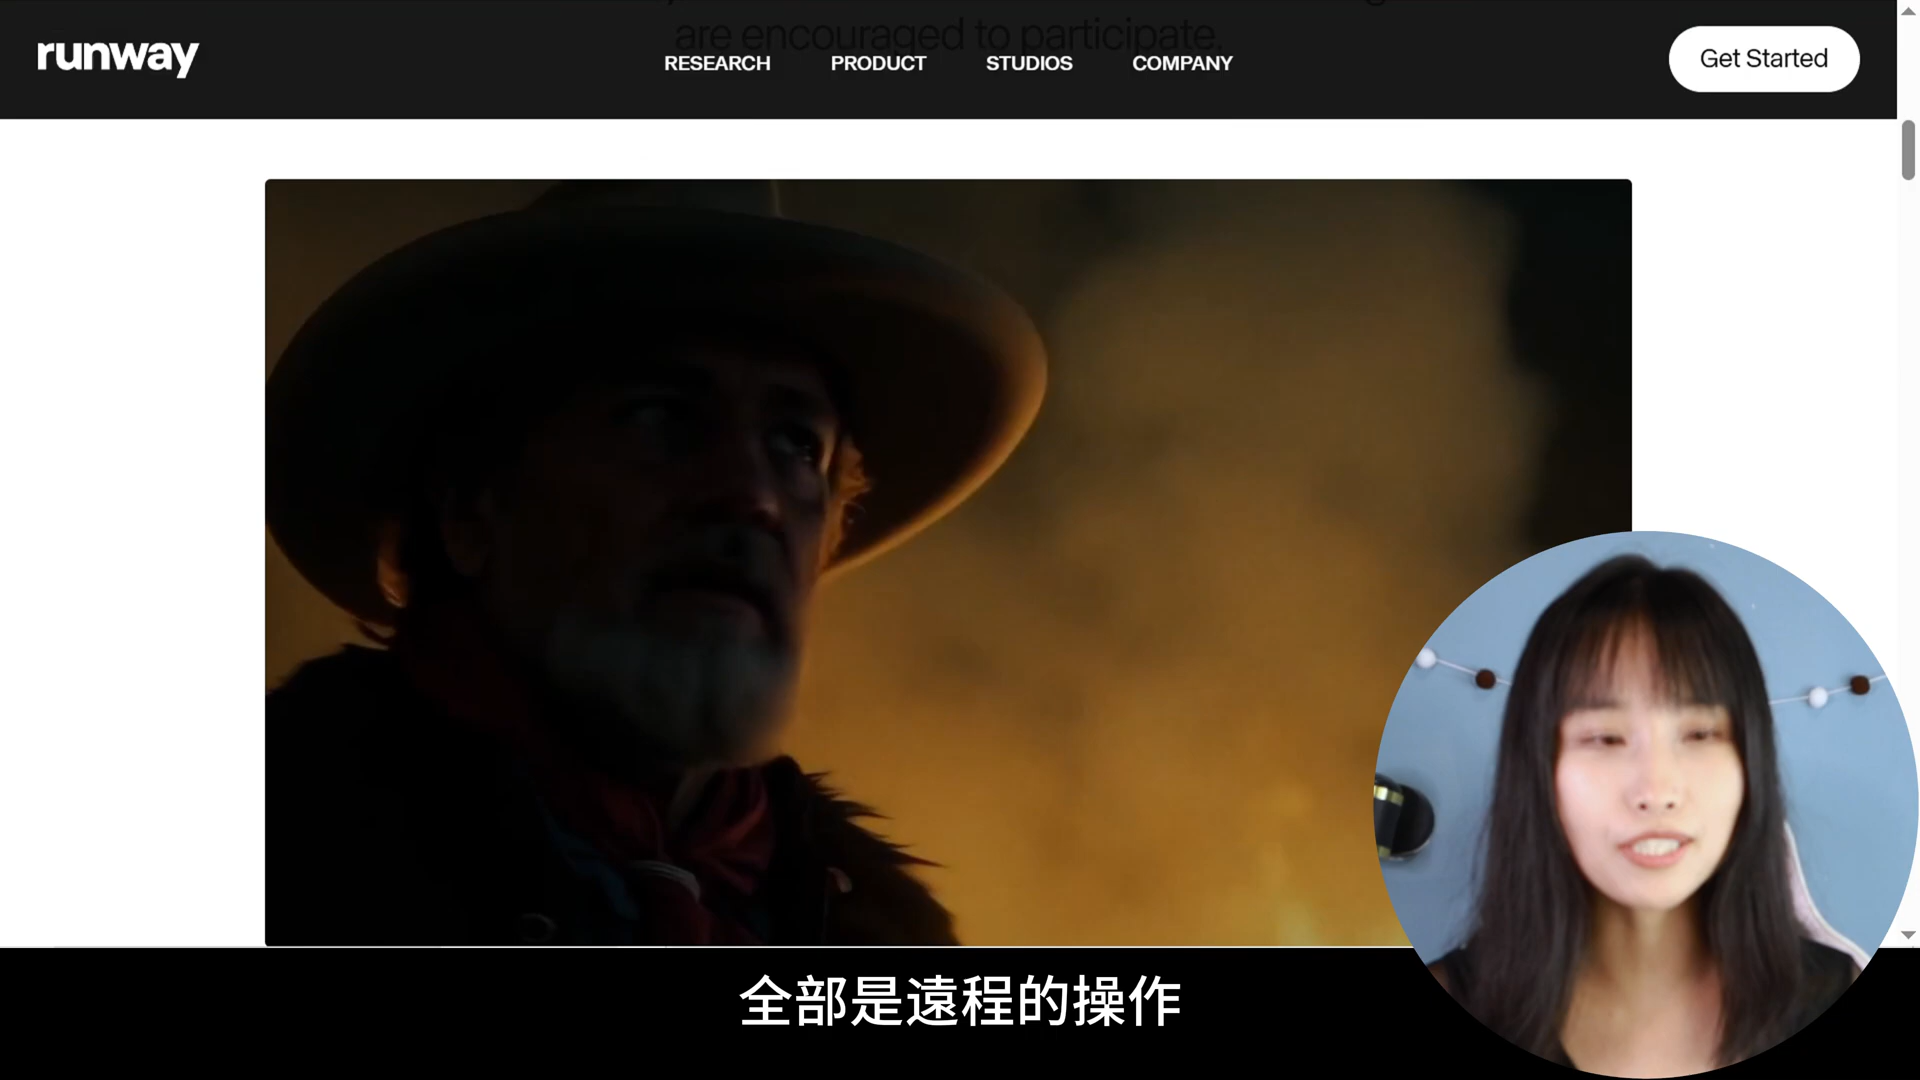 are encouraged to participate.
runway
RESEARCH PRODUCT STUDIOS COMPANY
Get Started
全部是遠程的操作